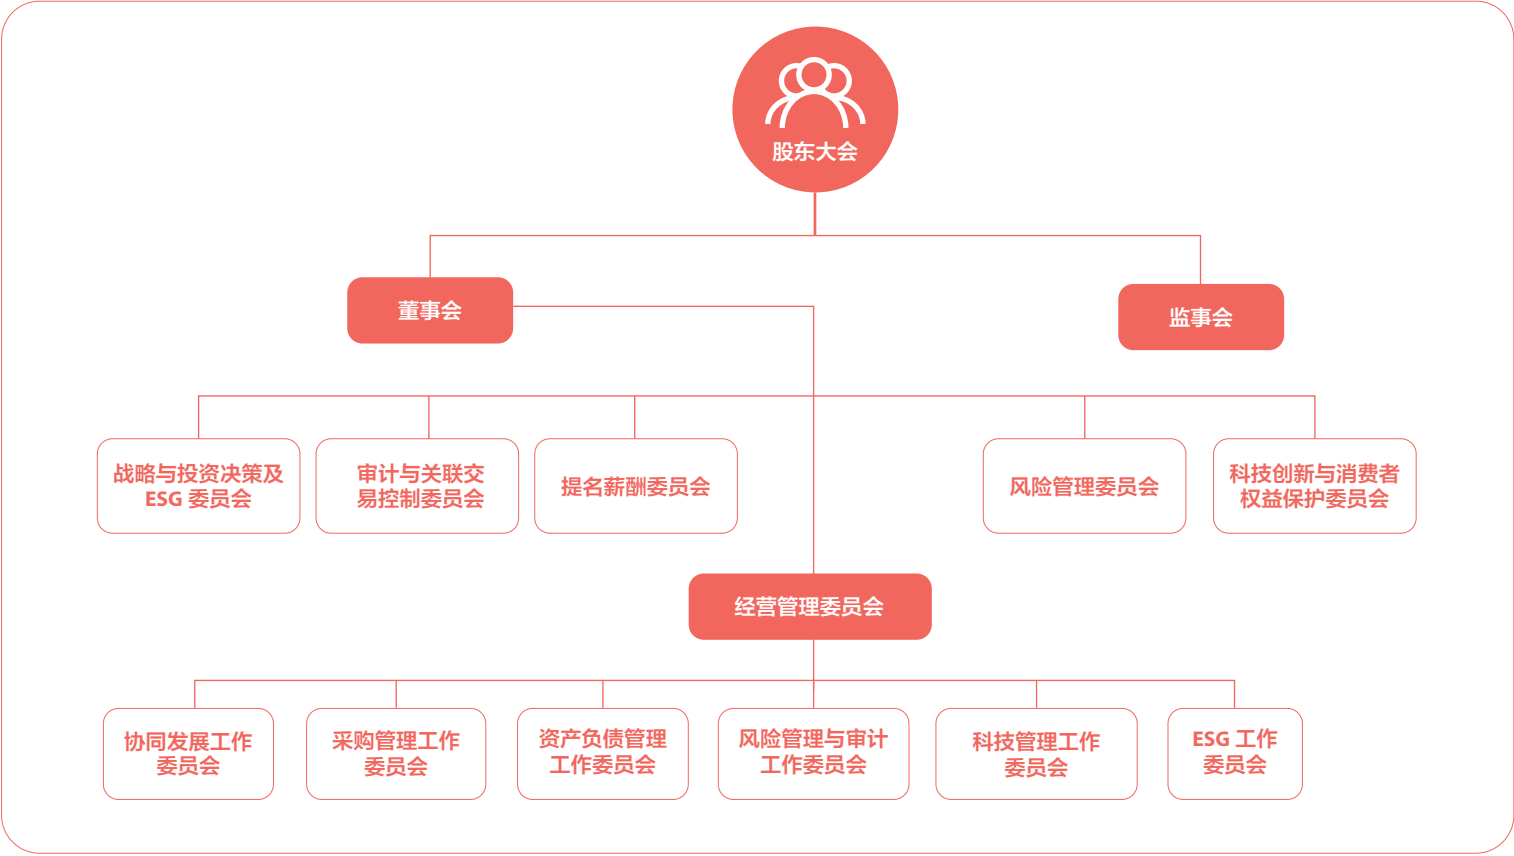 股东大会
董事会
监事会
战略与投资决策及
ESG 委员会
审计与关联交
易控制委员会
提名薪酬委员会
风险管理委员会
科技创新与消费者
权益保护委员会
经营管理委员会
协同发展工作
委员会
采购管理工作
委员会
资产负债管理
工作委员会
风险管理与审计
工作委员会
科技管理工作
委员会
ESG 工作
委员会